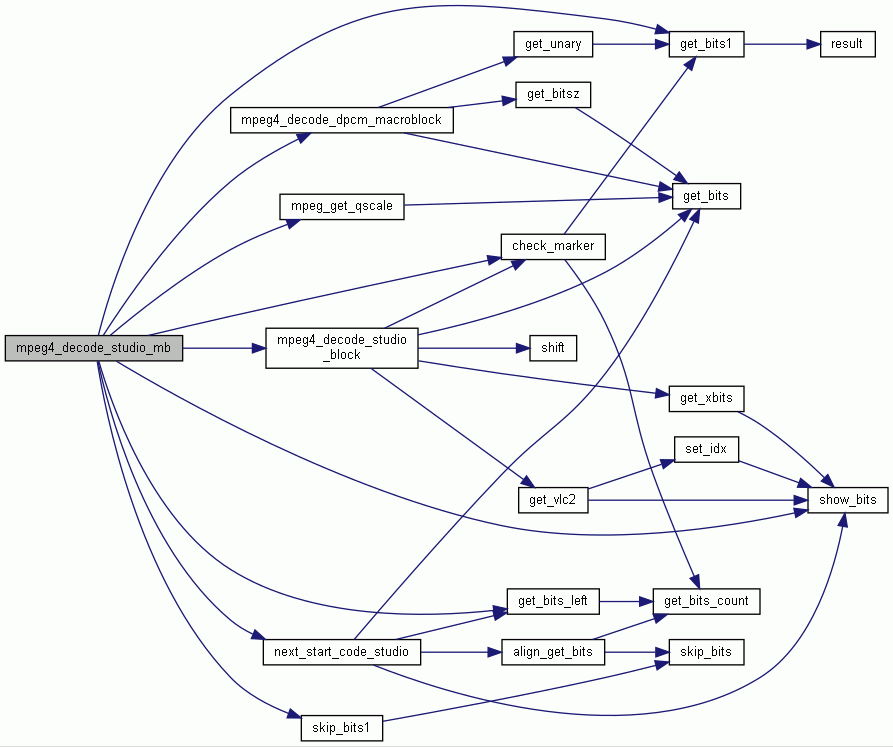 get_unary
get_bits1
result
get_bitsz
mpeg4_decode_dpcm_macroblock
get_bits
mpeg_get_qscale
check_marker
mpeg4_decode_studio_mb
mpeg4_decode_studio
_block
shift
get_xbits
set_idx
get_vlc2
show_bits
get_bits_left
get_bits_count
next_start_code_studio
align_get_bits
skip_bits
skip_bits1